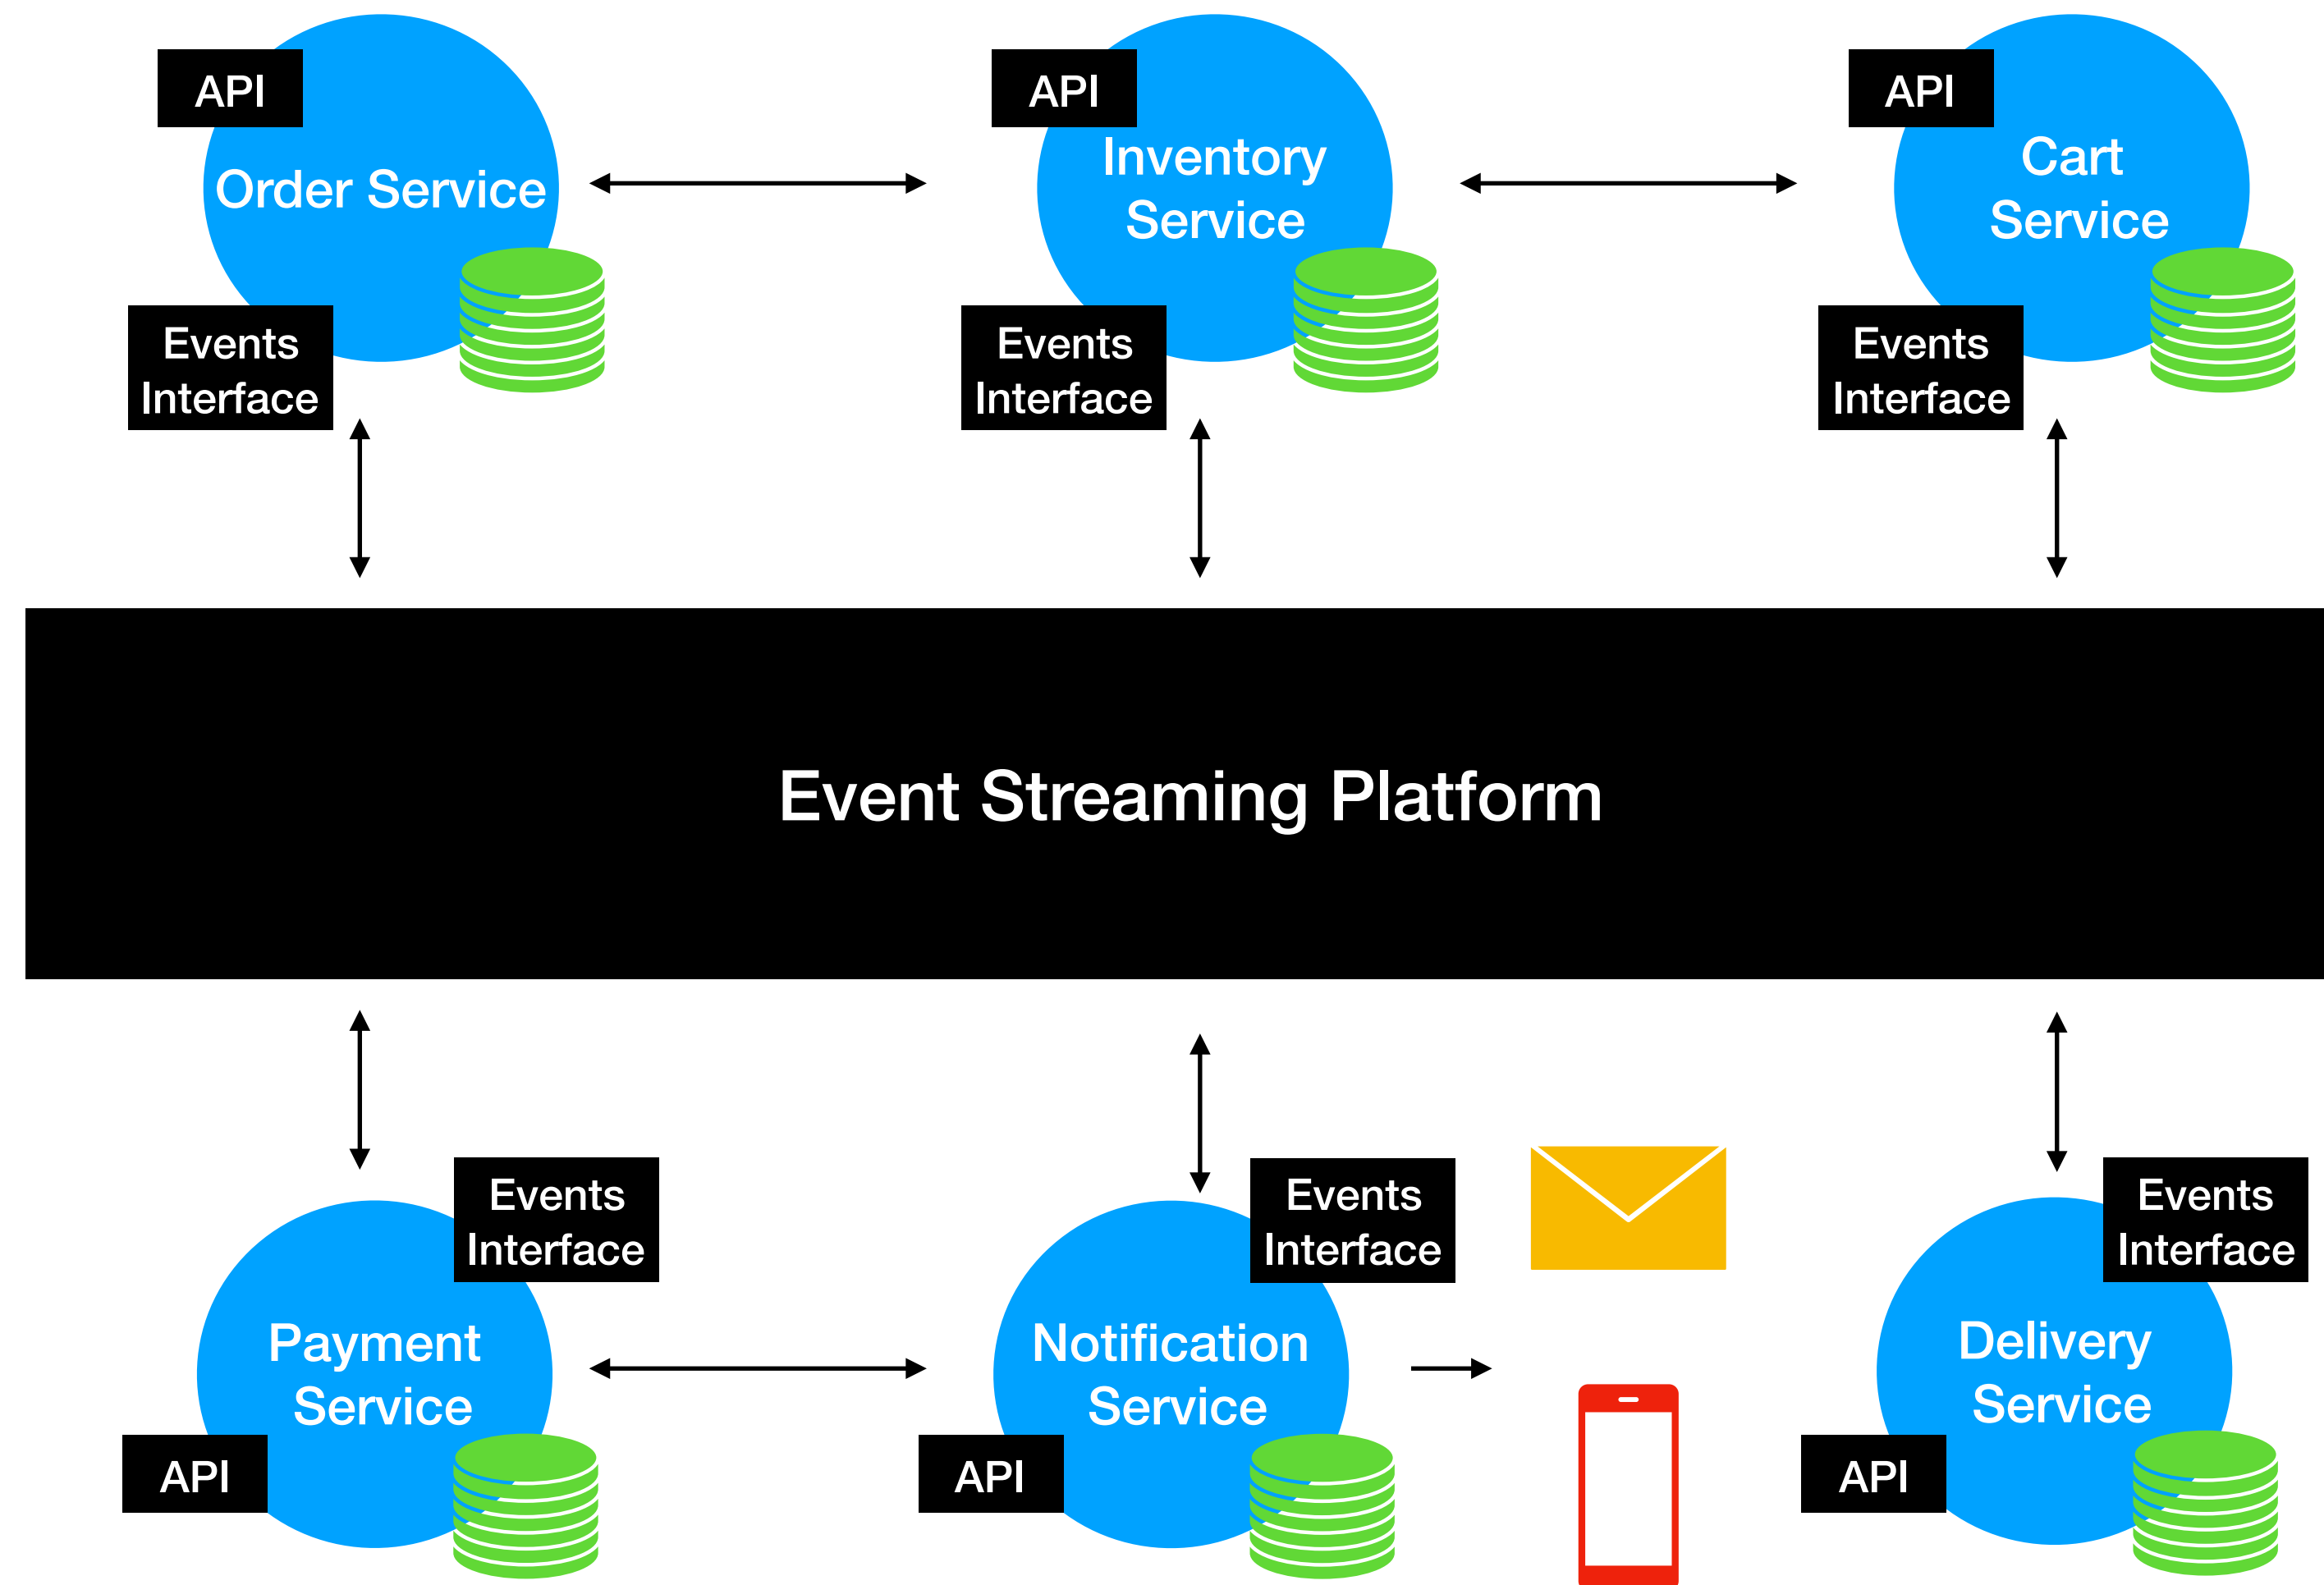 API
Order Service
Events
Interface
API
Inventory
Service
Events
Interface
API
Cart
Service
Events
Interface
Event Streaming Platform
Events
Interface
Payment
Service
API
Events
Interface
Notification
Service
API
Events
Interface
Delivery
Service
API